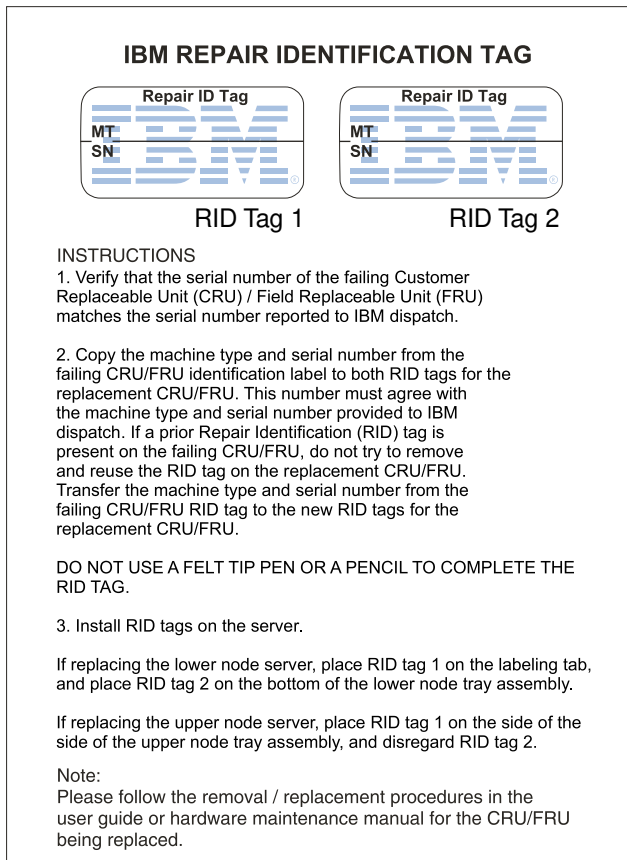 IBM REPAIR IDENTIFICATION TAG
Repair ID Tag
MT
SN
IBM
®
RID Tag 1
Repair ID Tag
MT
SN
IBM
®
RID Tag 2
INSTRUCTIONS
1. Verify that the serial number of the failing Customer
Replaceable Unit (CRU) / Field Replaceable Unit (FRU)
matches the serial number reported to IBM dispatch.
2. Copy the machine type and serial number from the
failing CRU/FRU identification label to both RID tags for the
replacement CRU/FRU. This number must agree with
the machine type and serial number provided to IBM
dispatch. If a prior Repair Identification (RID) tag is
present on the failing CRU/FRU, do not try to remove
and reuse the RID tag on the replacement CRU/FRU.
Transfer the machine type and serial number from the
failing CRU/FRU RID tag to the new RID tags for the
replacement CRU/FRU.
DO NOT USE A FELT TIP PEN OR A PENCIL TO COMPLETE THE
RID TAG.
3. Install RID tags on the server.
If replacing the lower node server, place RID tag 1 on the labeling tab,
and place RID tag 2 on the bottom of the lower node tray assembly.
If replacing the upper node server, place RID tag 1 on the side of the
side of the upper node tray assembly, and disregard RID tag 2.
Note:
Please follow the removal / replacement procedures in the
user guide or hardware maintenance manual for the CRU/FRU
being replaced.